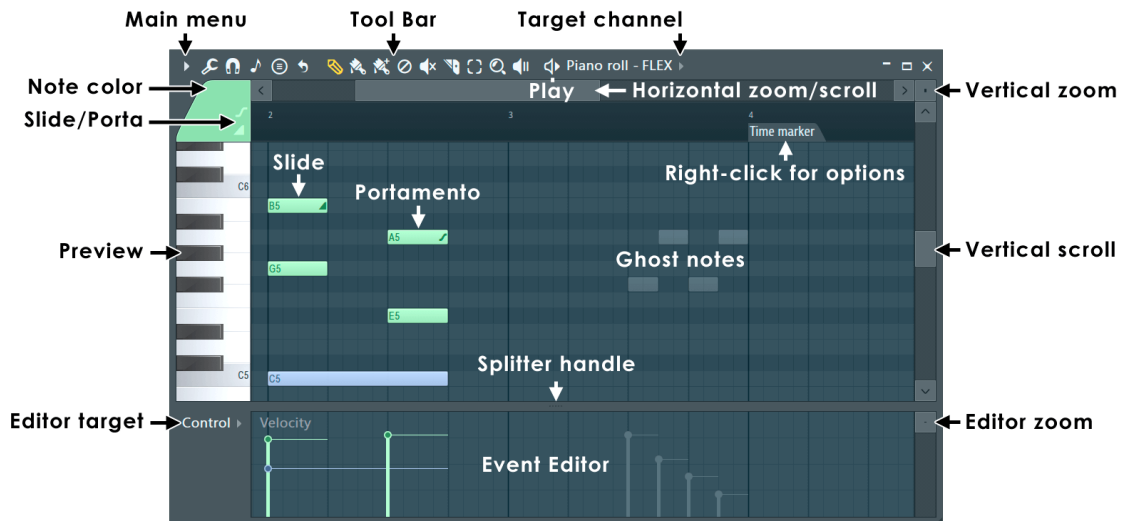 Main menu
Tool Bar
Target channel
Piano roll - FLEX
Note color
Play
Horizontal zoom/scroll
Vertical zoom
Slide/Porta
2
3
4
Time marker
Slide
Right-click for options
C6
Portamento
B5
A5
Preview
Ghost notes
Vertical scroll
G5
E5
Splitter handle
C5
C5
Editor target
Control
Velocity
Editor zoom
Event Editor